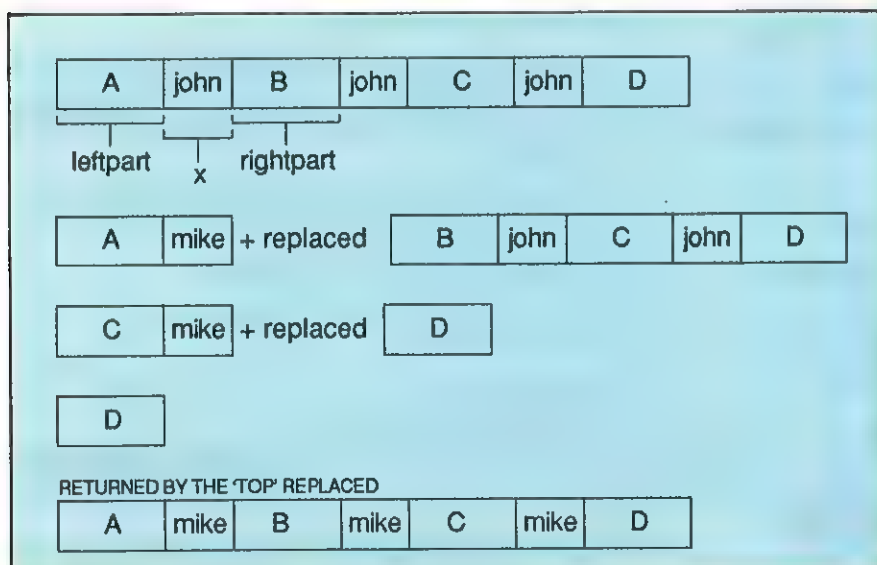 A john B john C john D
leftpart x rightpart
A mike + replaced B john C john D
C mike + replaced D
D
RETURNED BY THE 'TOP' REPLACED
A mike B mike C mike D